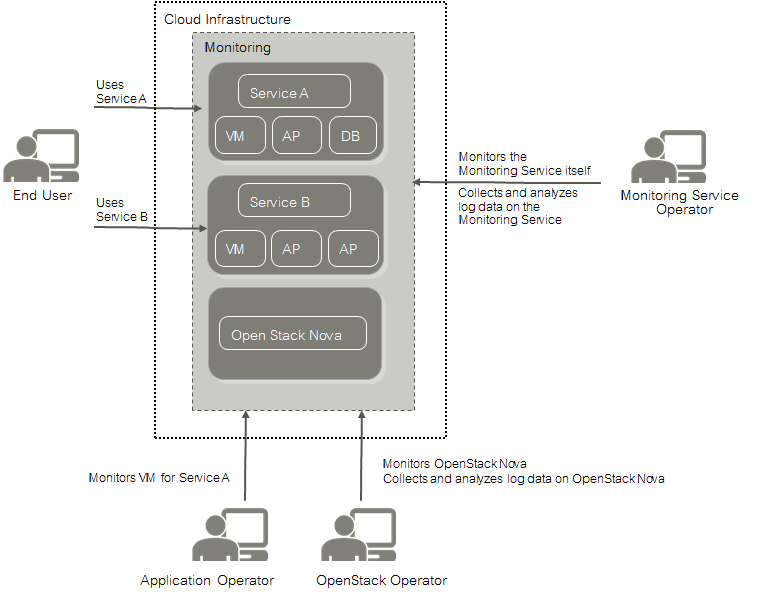 Cloud Infrastructure
Monitoring
Service A
VM AP DB
Uses
Service A
End User
Uses
Service B
Service B
VM AP AP
Open Stack Nova
Monitors the
Monitoring Service itself
Collects and analyzes
log data on the
Monitoring Service
Monitoring Service
Operator
Monitors VM for Service A
Monitors OpenStack Nova
Collects and analyzes log data on OpenStack Nova
Application Operator
OpenStack Operator